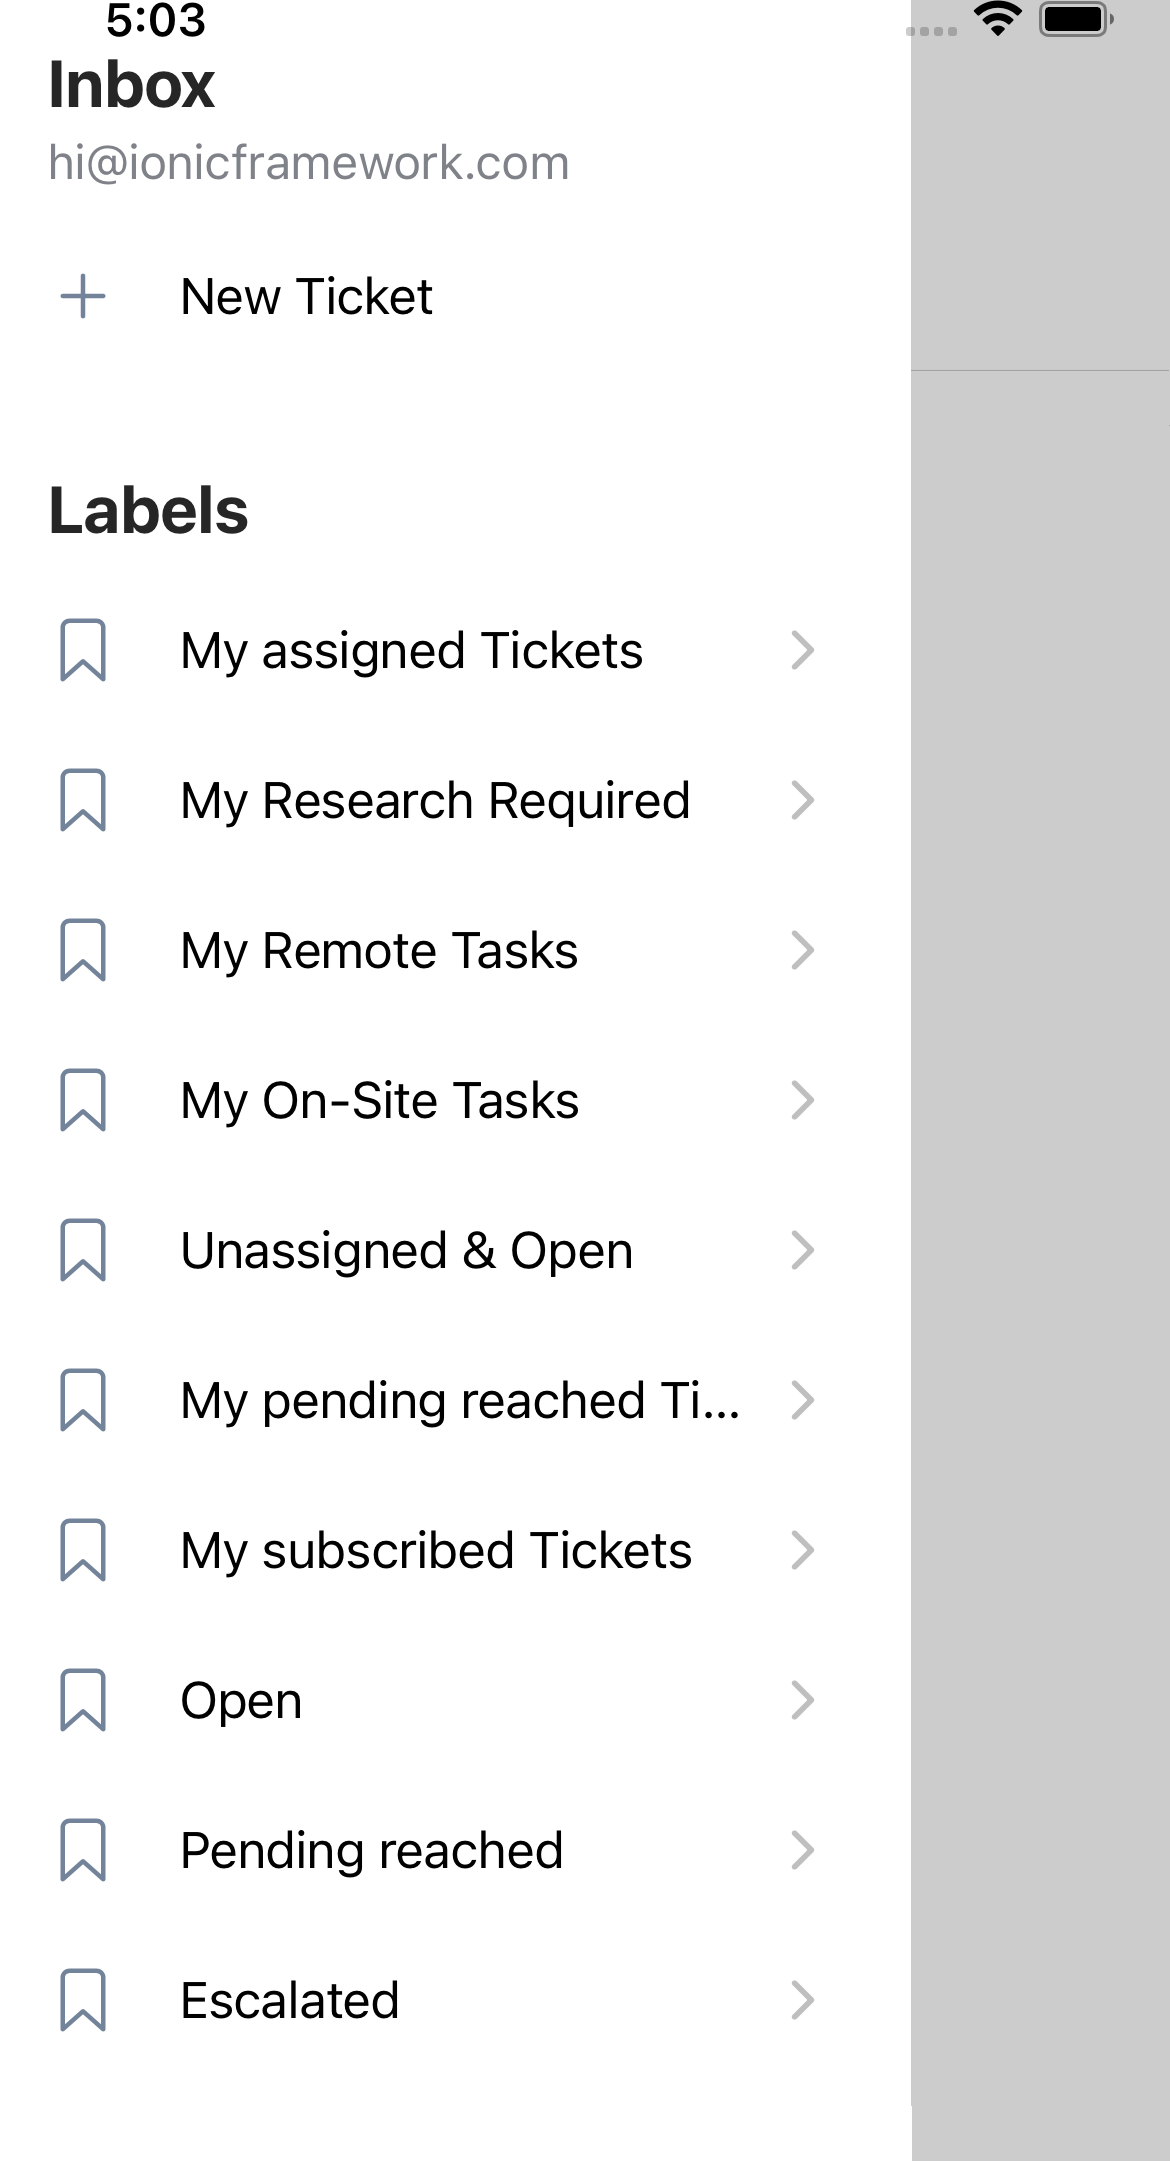 5:03
Inbox
hi@ionicframework.com
New Ticket
Labels
My assigned Tickets
My Research Required
My Remote Tasks
My On-Site Tasks
Unassigned & Open
My pending reached Ti...
My subscribed Tickets
Open
Pending reached
Escalated